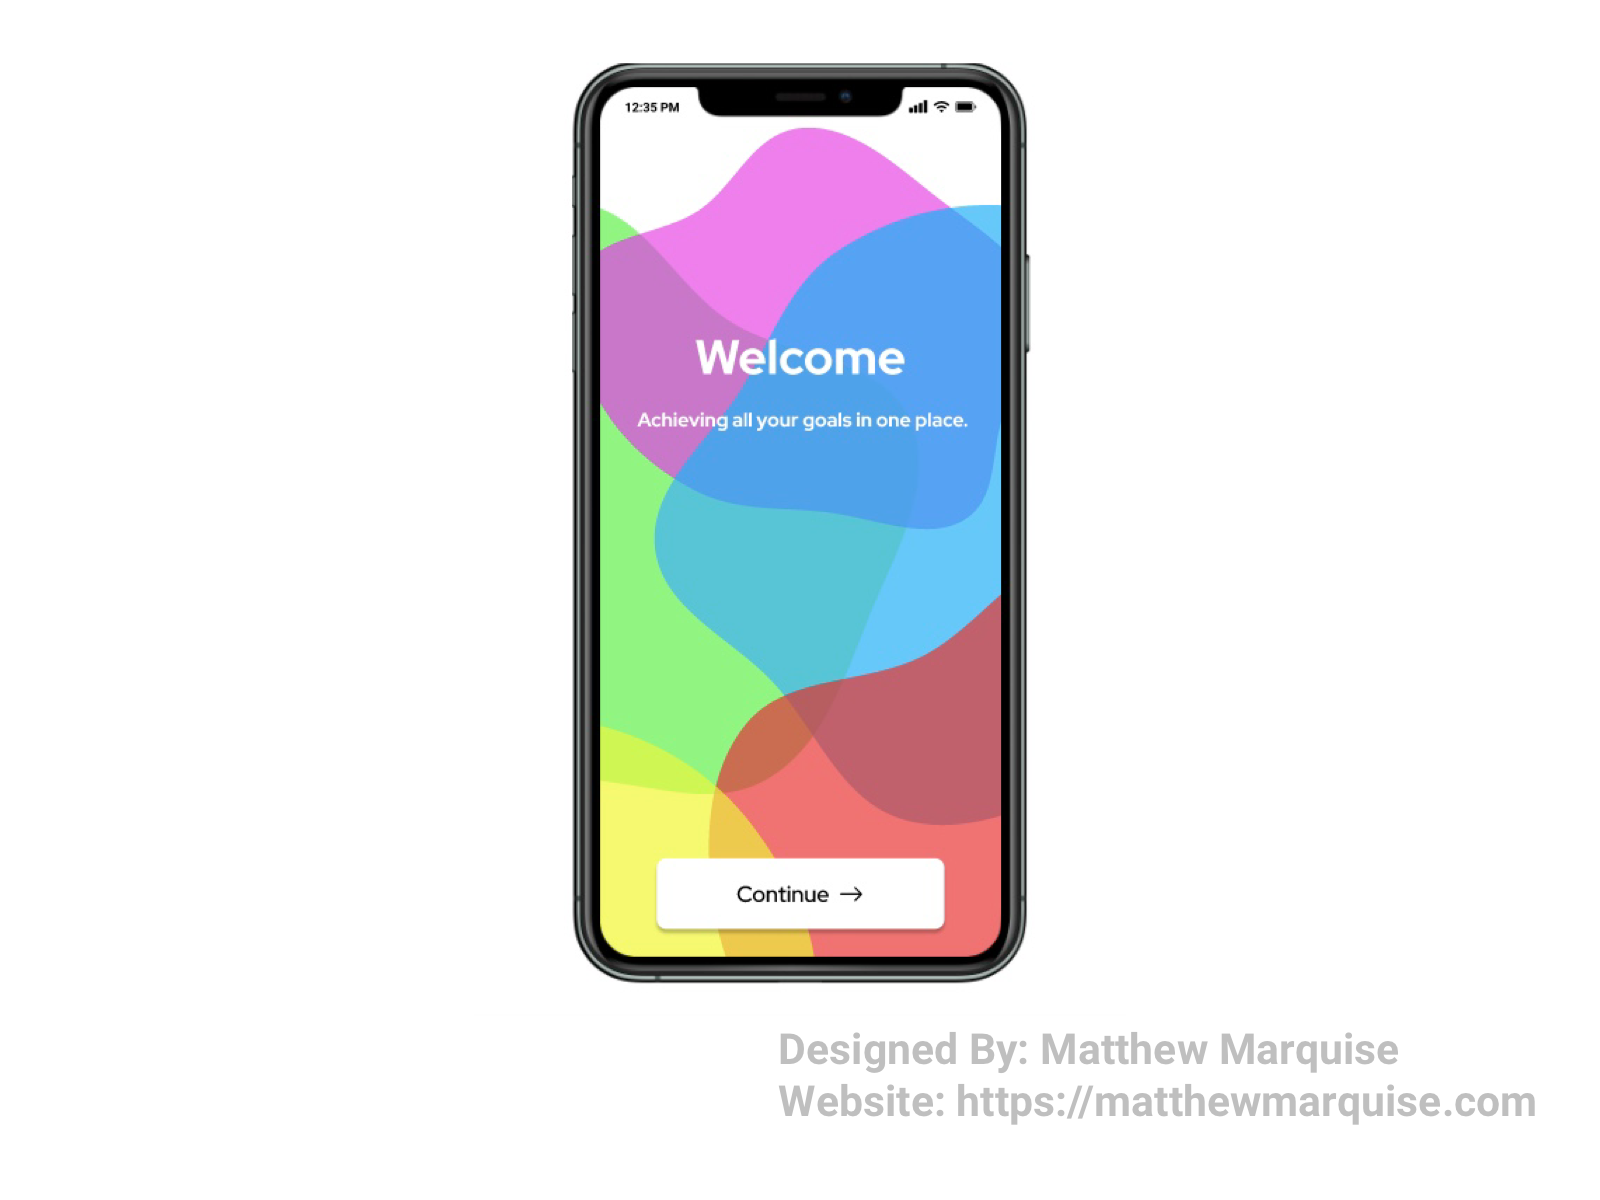 12:35 PM
Welcome
Achieving all your goals in one place.
Continue →
Designed By: Matthew Marquise
Website: https://matthewmarquise.com